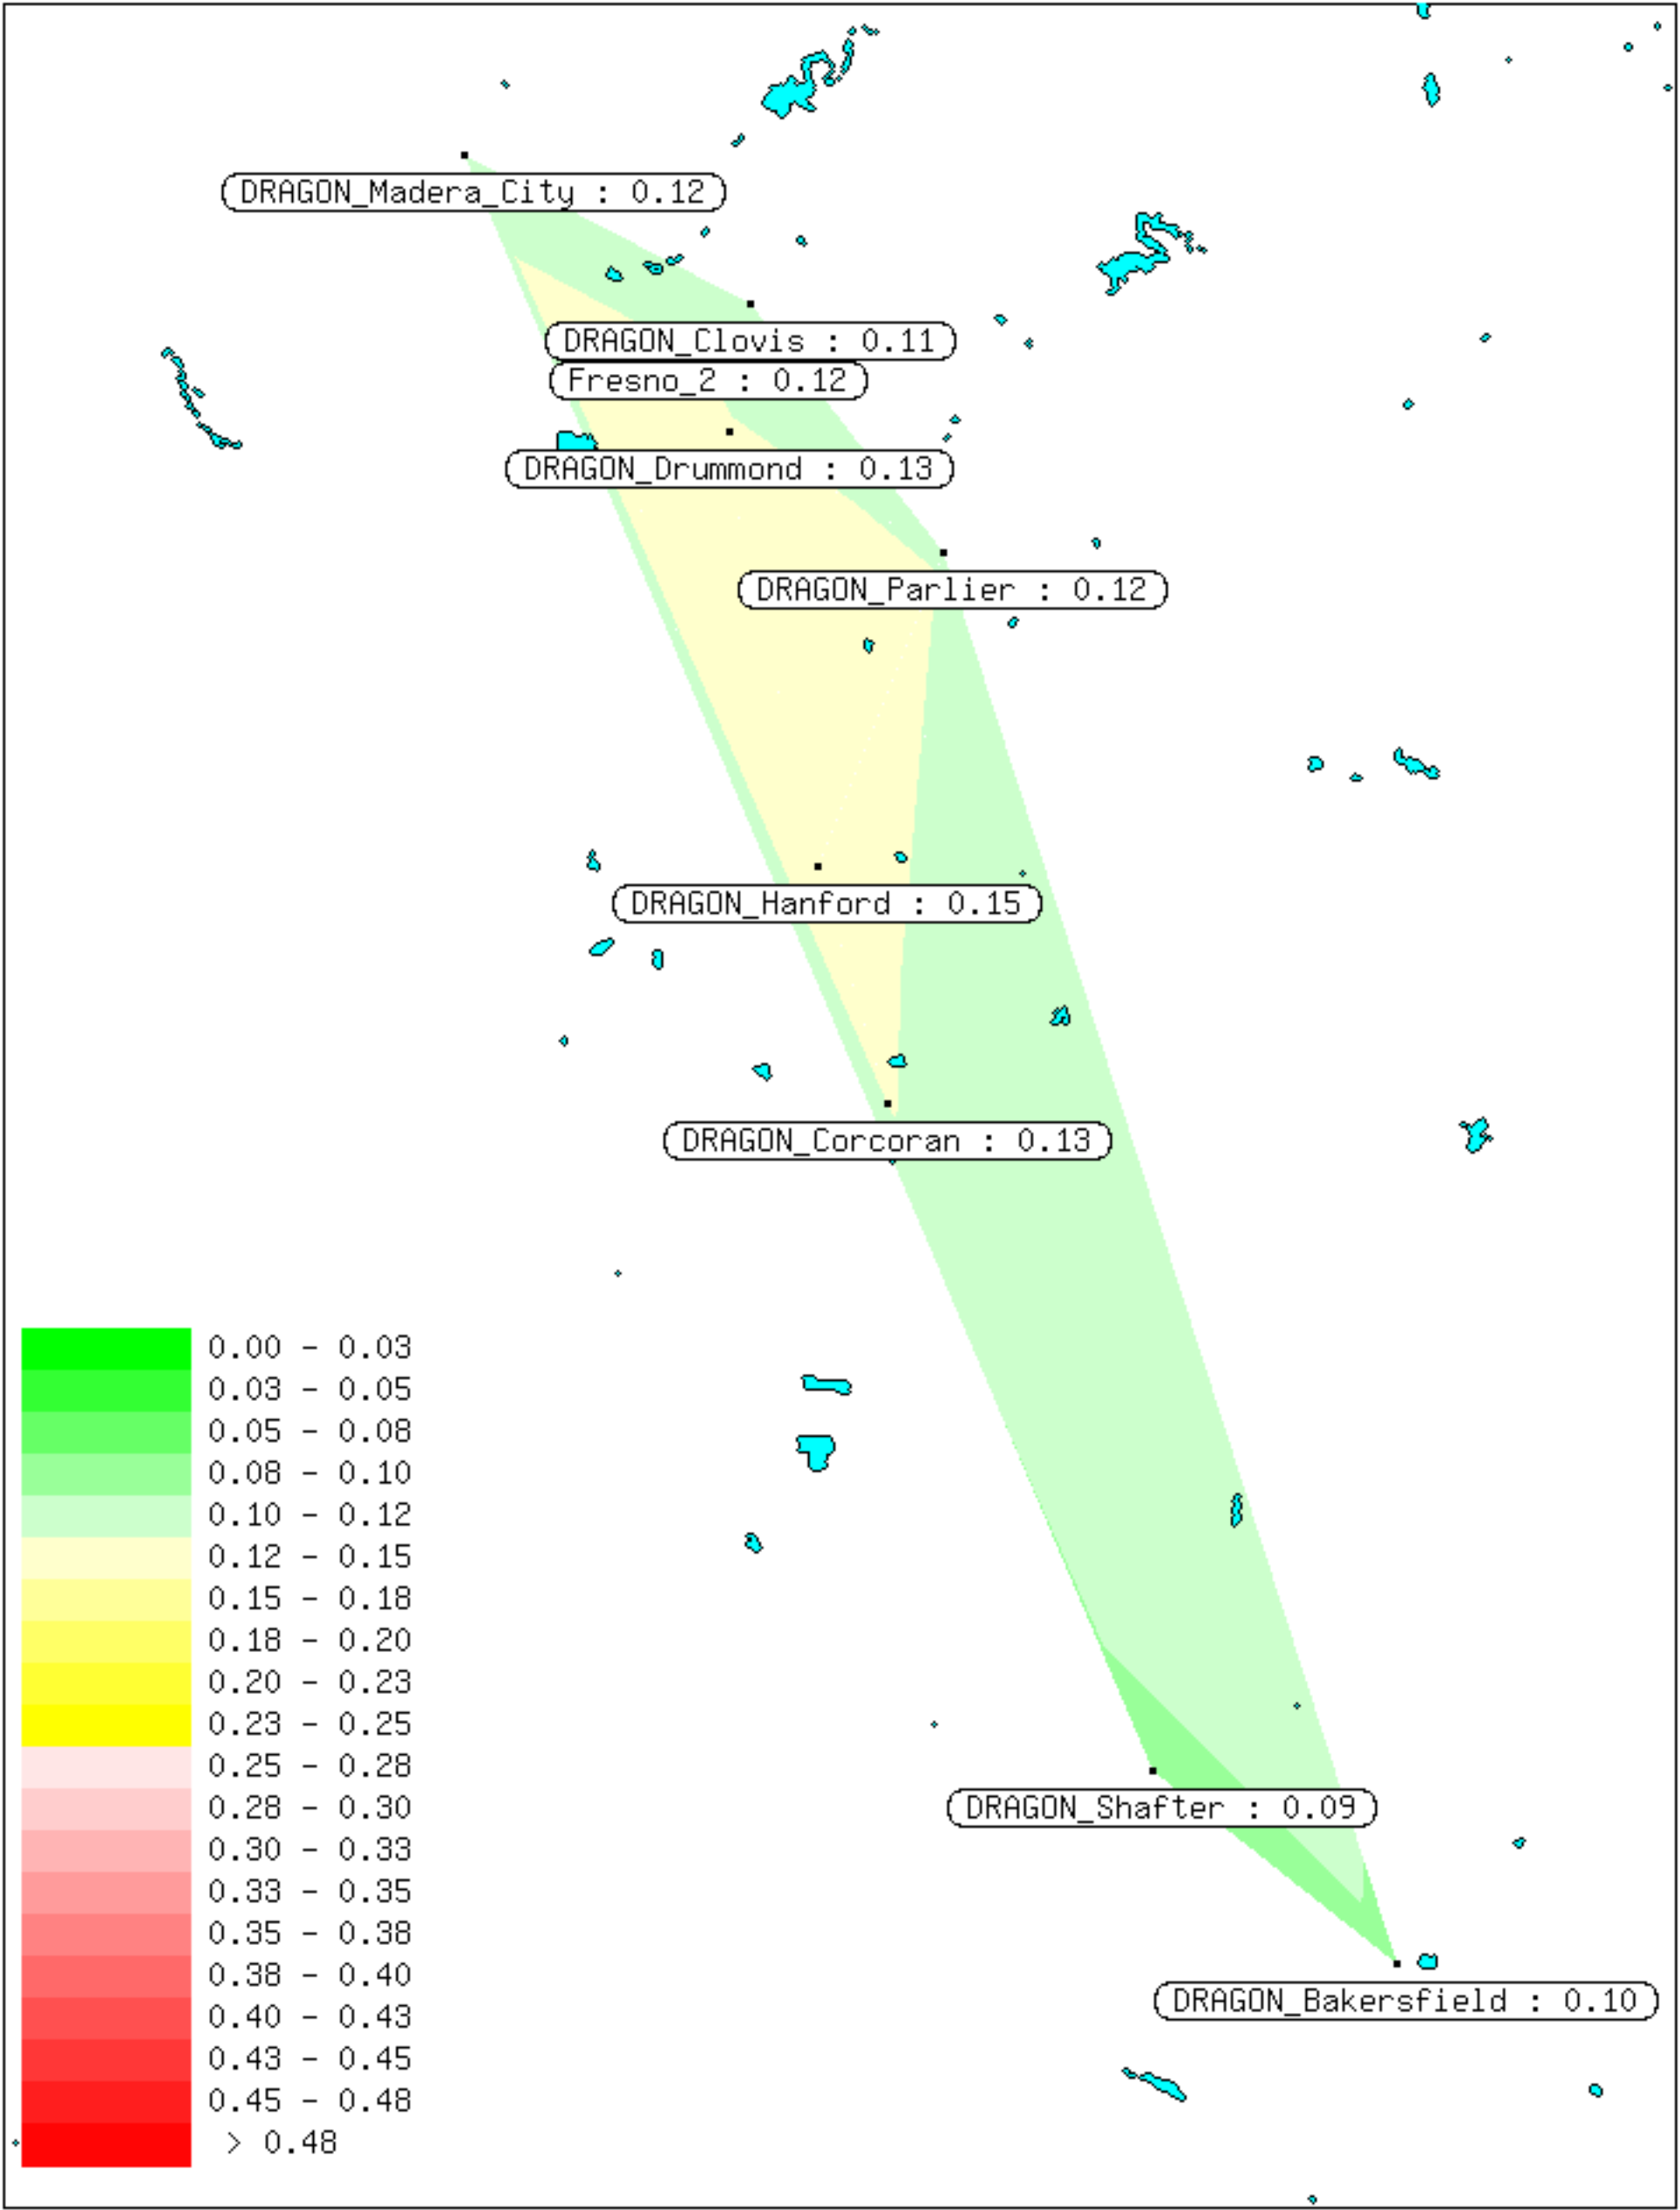 DRAGON_Madera_City : 0.12
DRAGON_Clovis : 0.11
Fresno_2 : 0.12
DRAGON_Drummond : 0.13
DRAGON_Parlier : 0.12
DRAGON_Hanford : 0.15
DRAGON_Corcoran : 0.13
DRAGON_Shafter : 0.09
DRAGON_Bakersfield : 0.10
0.00 - 0.03
0.03 - 0.05
0.05 - 0.08
0.08 - 0.10
0.10 - 0.12
0.12 - 0.15
0.15 - 0.18
0.18 - 0.20
0.20 - 0.23
0.23 - 0.25
0.25 - 0.28
0.28 - 0.30
0.30 - 0.33
0.33 - 0.35
0.35 - 0.38
0.38 - 0.40
0.40 - 0.43
0.43 - 0.45
0.45 - 0.48
> 0.48